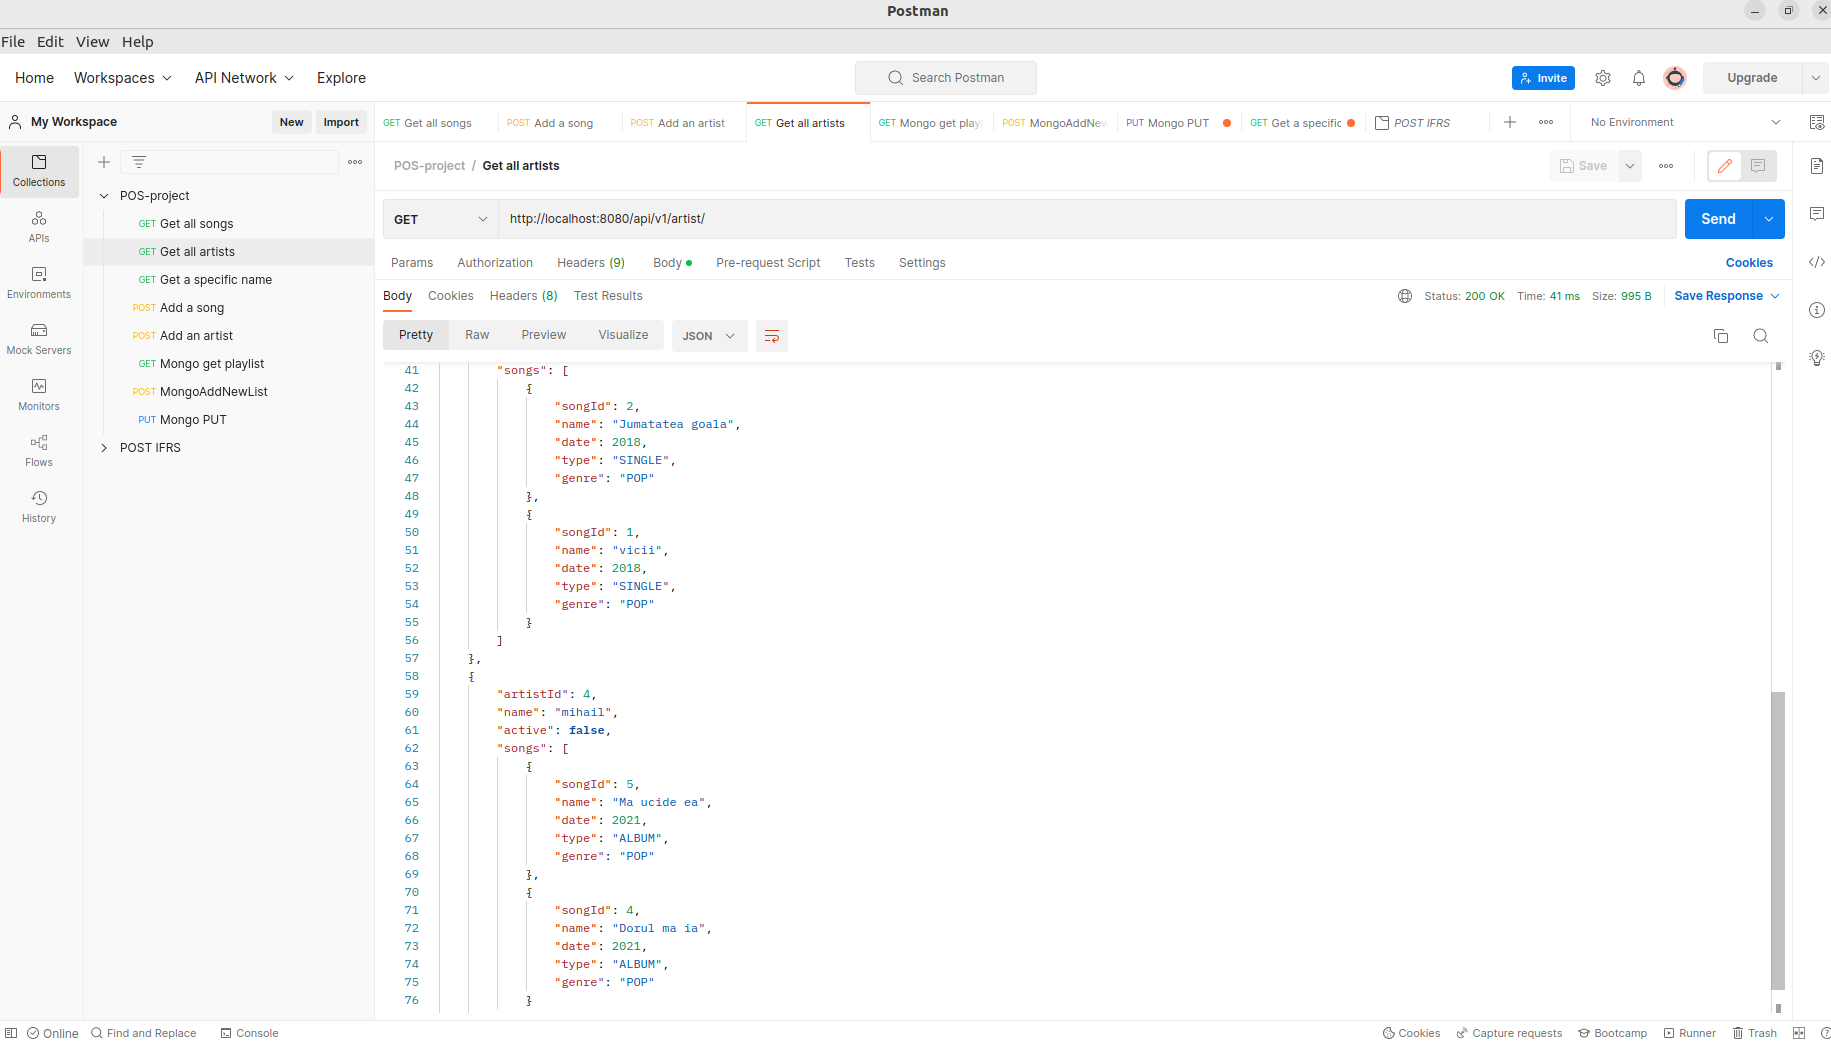 Postman
File Edit View Help
Home Workspaces API Network Explore Search Postman Invite Upgrade
My Workspace New Import
GET Get all songs POST Add a song POST Add an artist GET Get all artists GET Mongo get play POST MongoAddNew PUT Mongo PUT GET Get a specific POST IFRS No Environment
Collections
APIs
Environments
Mock Servers
Monitors
Flows
History
POS-project
GET Get all songs
GET Get all artists
GET Get a specific name
POST Add a song
POST Add an artist
GET Mongo get playlist
POST MongoAddNewList
PUT Mongo PUT
POST IFRS
POS-project / Get all artists Save
GET http://localhost:8080/api/v1/artist/ Send
Params Authorization Headers (9) Body Pre-request Script Tests Settings Cookies
Body Cookies Headers (8) Test Results Status: 200 OK Time: 41 ms Size: 995 B Save Response
Pretty Raw Preview Visualize JSON
41 "songs": [
42 {
43 "songId": 2,
44 "name": "Jumatatea goala",
45 "date": 2018,
46 "type": "SINGLE",
47 "genre": "POP"
48 },
49 {
50 "songId": 1,
51 "name": "vicii",
52 "date": 2018,
53 "type": "SINGLE",
54 "genre": "POP"
55 }
56 ]
57 },
58 {
59 "artistId": 4,
60 "name": "mihail",
61 "active": false,
62 "songs": [
63 {
64 "songId": 5,
65 "name": "Ma ucide ea",
66 "date": 2021,
67 "type": "ALBUM",
68 "genre": "POP"
69 },
70 {
71 "songId": 4,
72 "name": "Dorul ma ia",
73 "date": 2021,
74 "type": "ALBUM",
75 "genre": "POP"
76 }
Online Find and Replace Console Cookies Capture requests Bootcamp Runner Trash